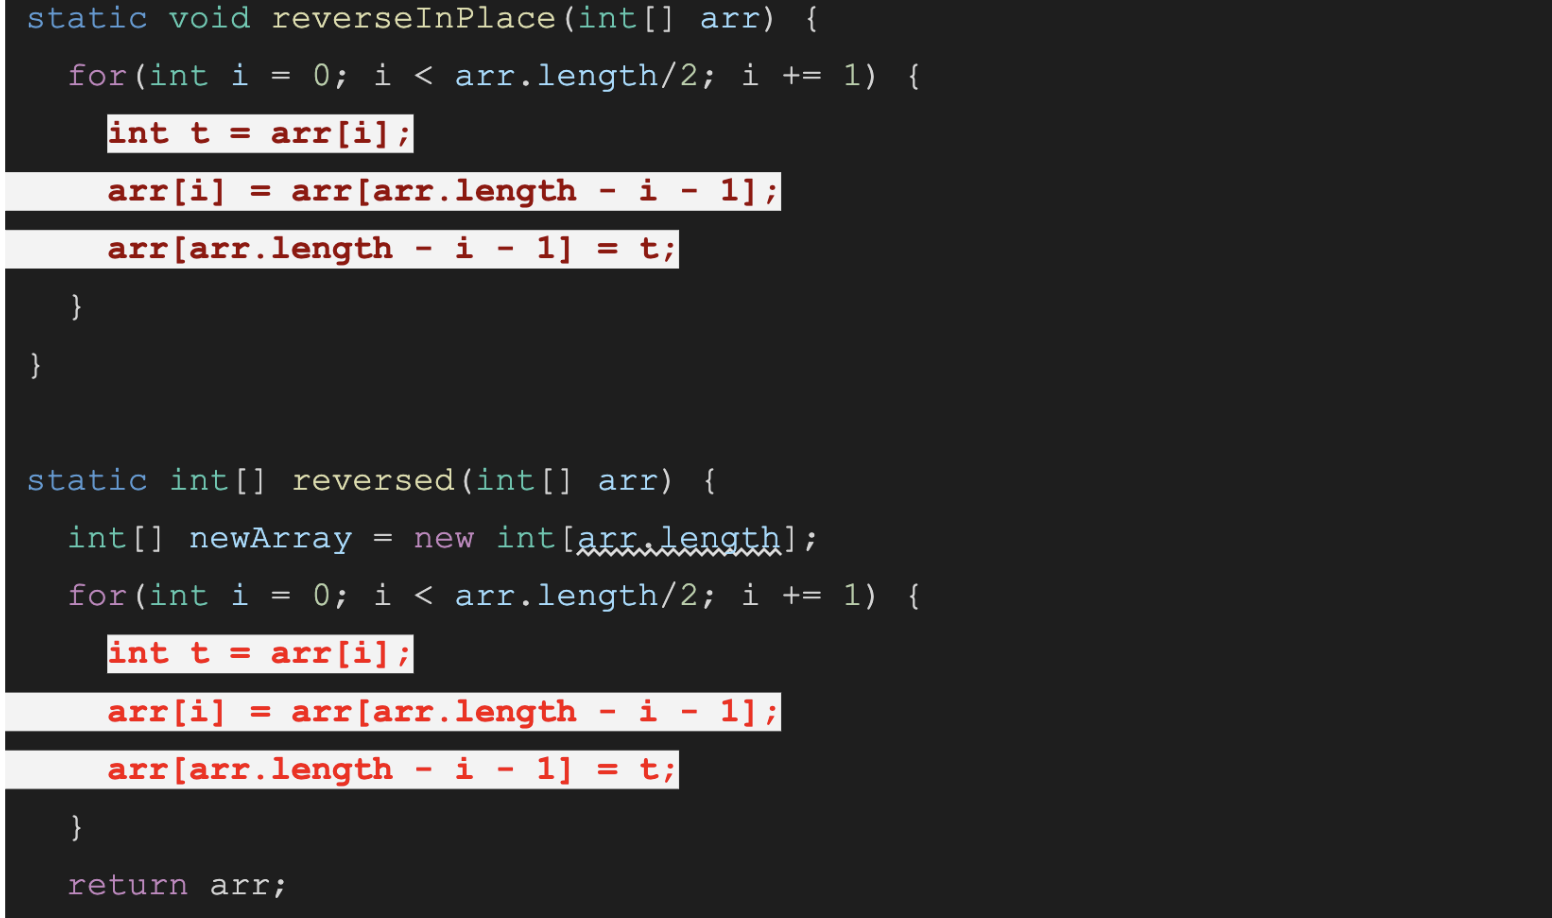 static void reverseInPlace(int[] arr) {
for(int i = 0; i < arr.length/2; i += 1) {
int t = arr[i];
arr[i] = arr[arr.length - i - 1];
arr[arr.length - i - 1] = t;
}
}
static int[] reversed(int[] arr) {
int[] newArray = new int[arr.length];
for(int i = 0; i < arr.length/2; i += 1) {
int t = arr[i];
arr[i] = arr[arr.length - i - 1];
arr[arr.length - i - 1] = t;
}
return arr;